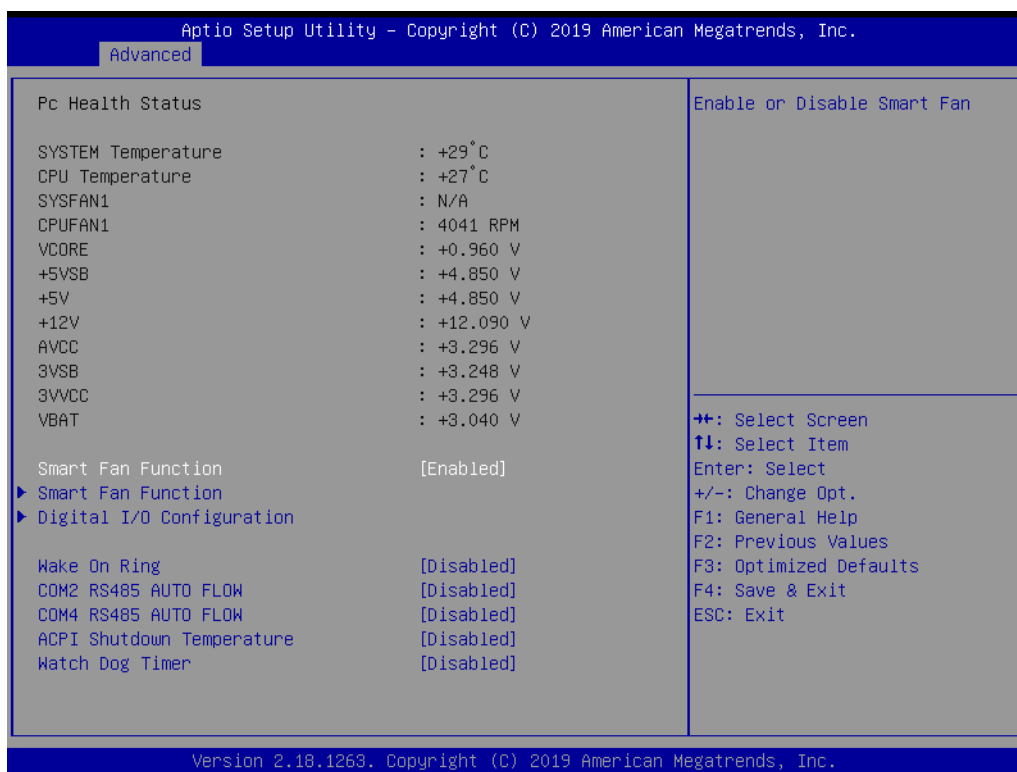 Aptio Setup Utility – Copyright (C) 2019 American Megatrends, Inc.
Advanced
Pc Health Status
SYSTEM Temperature : +29°C
CPU Temperature : +27°C
SYSFAN1 : N/A
CPUFAN1 : 4041 RPM
VCORE : +0.960 V
+5VSB : +4.850 V
+5V : +4.850 V
+12V : +12.090 V
AVCC : +3.296 V
3VSB : +3.248 V
3VVCC : +3.296 V
VBAT : +3.040 V
Smart Fan Function [Enabled]
Smart Fan Function
Digital I/O Configuration
Wake On Ring [Disabled]
COM2 RS485 AUTO FLOW [Disabled]
COM4 RS485 AUTO FLOW [Disabled]
ACPI Shutdown Temperature [Disabled]
Watch Dog Timer [Disabled]
Enable or Disable Smart Fan
→←: Select Screen
↑↓: Select Item
Enter: Select
+/-: Change Opt.
F1: General Help
F2: Previous Values
F3: Optimized Defaults
F4: Save & Exit
ESC: Exit
Version 2.18.1263. Copyright (C) 2019 American Megatrends, Inc.